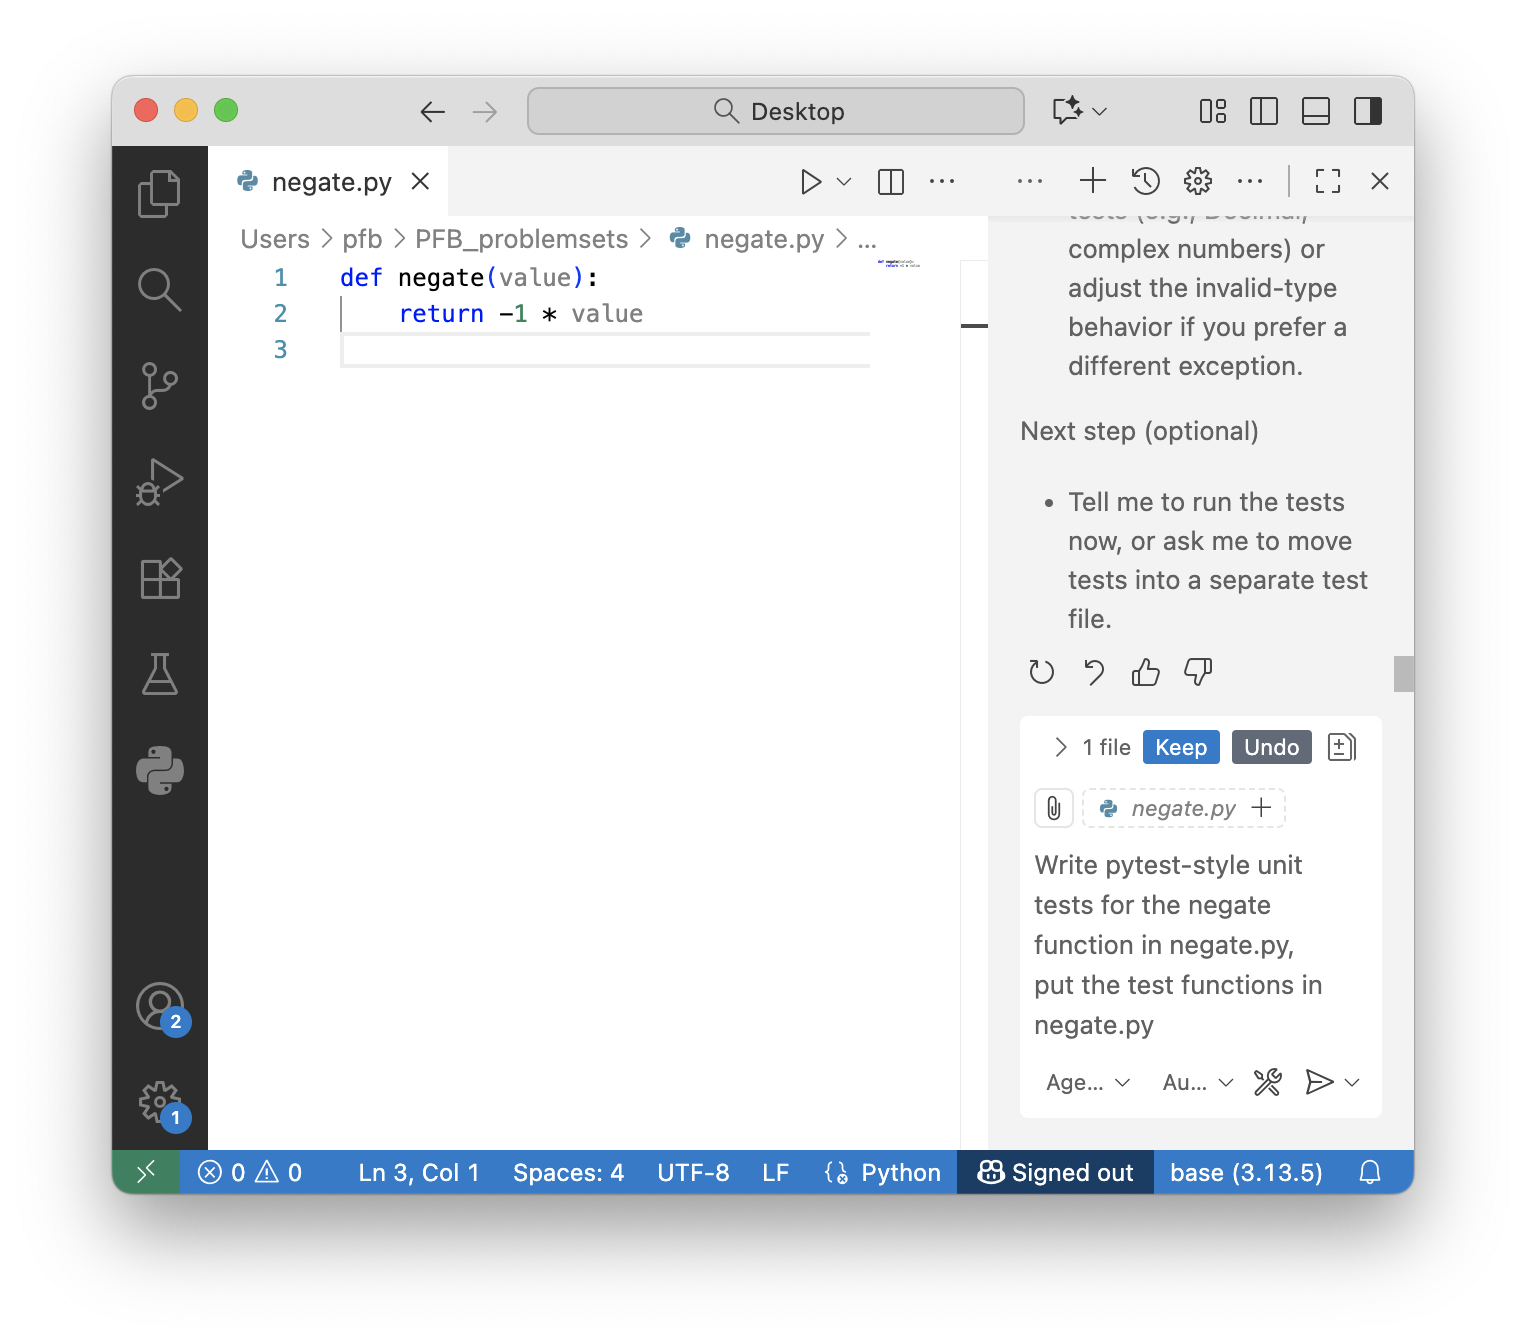 Desktop
negate.py
Users > pfb > PFB_problemsets > negate.py > ...
1 def negate(value):
2 return -1 * value
3
tests (e.g., Decimal,
complex numbers) or
adjust the invalid-type
behavior if you prefer a
different exception.
Next step (optional)
• Tell me to run the tests
now, or ask me to move
tests into a separate test
file.
1 file Keep Undo
negate.py
Write pytest-style unit
tests for the negate
function in negate.py,
put the test functions in
negate.py
Age... Au...
2
1
0 0 Ln 3, Col 1 Spaces: 4 UTF-8 LF Python Signed out base (3.13.5)